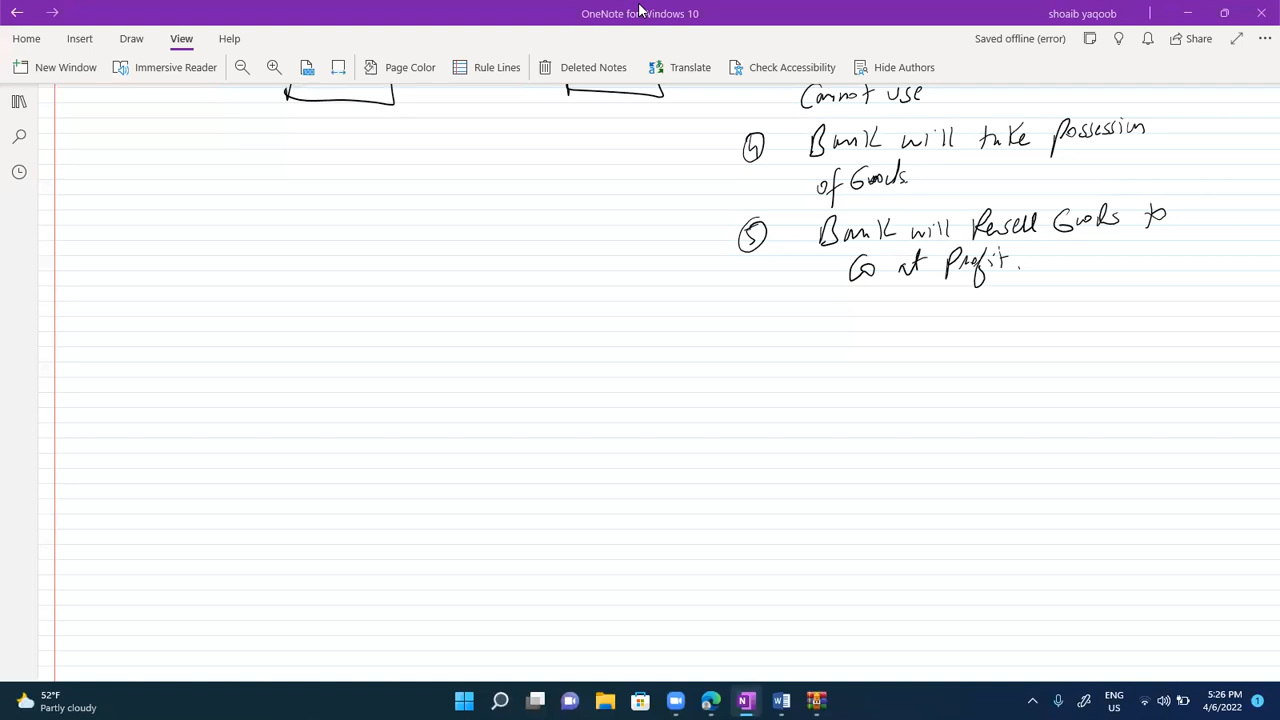 OneNote for Windows 10
shoaib yaqoob
Home Insert Draw View Help
Saved offline (error)
Share
New Window
Immersive Reader
Page Color
Rule Lines
Deleted Notes
Translate
Check Accessibility
Hide Authors
Cannot use
④ Bank will take possession
of Goods
⑤ Bank will Resell Goods to
Co at Profit.
52°F
Partly cloudy
ENG
US
5:26 PM
4/6/2022
1